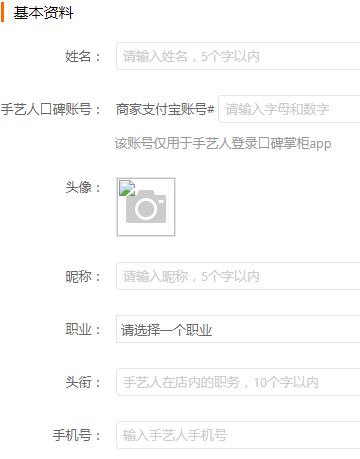 基本资料
姓名： 请输入姓名，5个字以内
手艺人口碑账号： 商家支付宝账号# 请输入字母和数字
该账号仅用于手艺人登录口碑掌柜app
头像：
昵称： 请输入昵称，5个字以内
职业： 请选择一个职业
头衔： 手艺人在店内的职务，10个字以内
手机号： 输入手艺人手机号